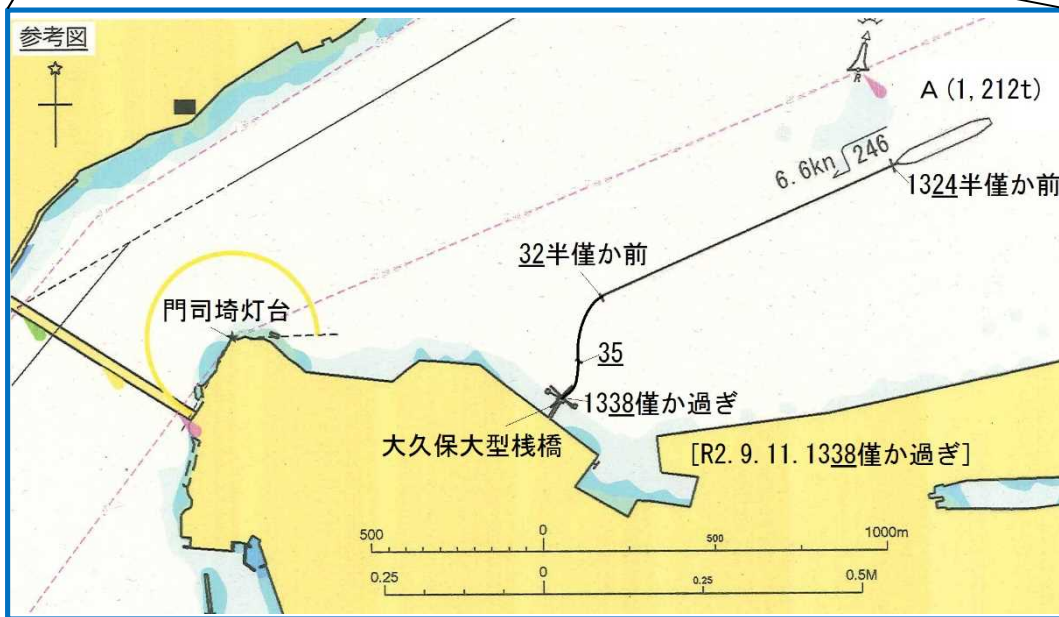 参考図
A (1,212t)
6.6kn 246
1324半僅か前
R
32半僅か前
門司埼灯台
35
1338僅か過ぎ
大久保大型桟橋
[R2.9.11.1338僅か過ぎ]
500 0 500 1000m
0.25 0 0.25 0.5M